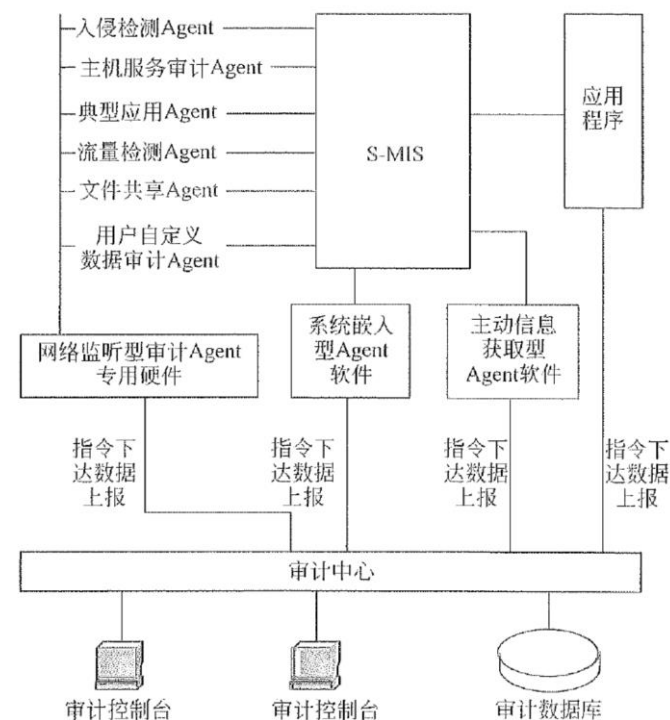 入侵检测Agent
主机服务审计Agent
典型应用Agent
流量检测Agent
文件共享Agent
用户自定义
数据审计Agent
S-MIS
应用
程序
网络监听型审计Agent
专用硬件
系统嵌入
型Agent
软件
主动信息
获取型
Agent软件
指令下
达数据
上报
指令下
达数据
上报
指令下
达数据
上报
指令下
达数据
上报
审计中心
审计控制台
审计控制台
审计数据库